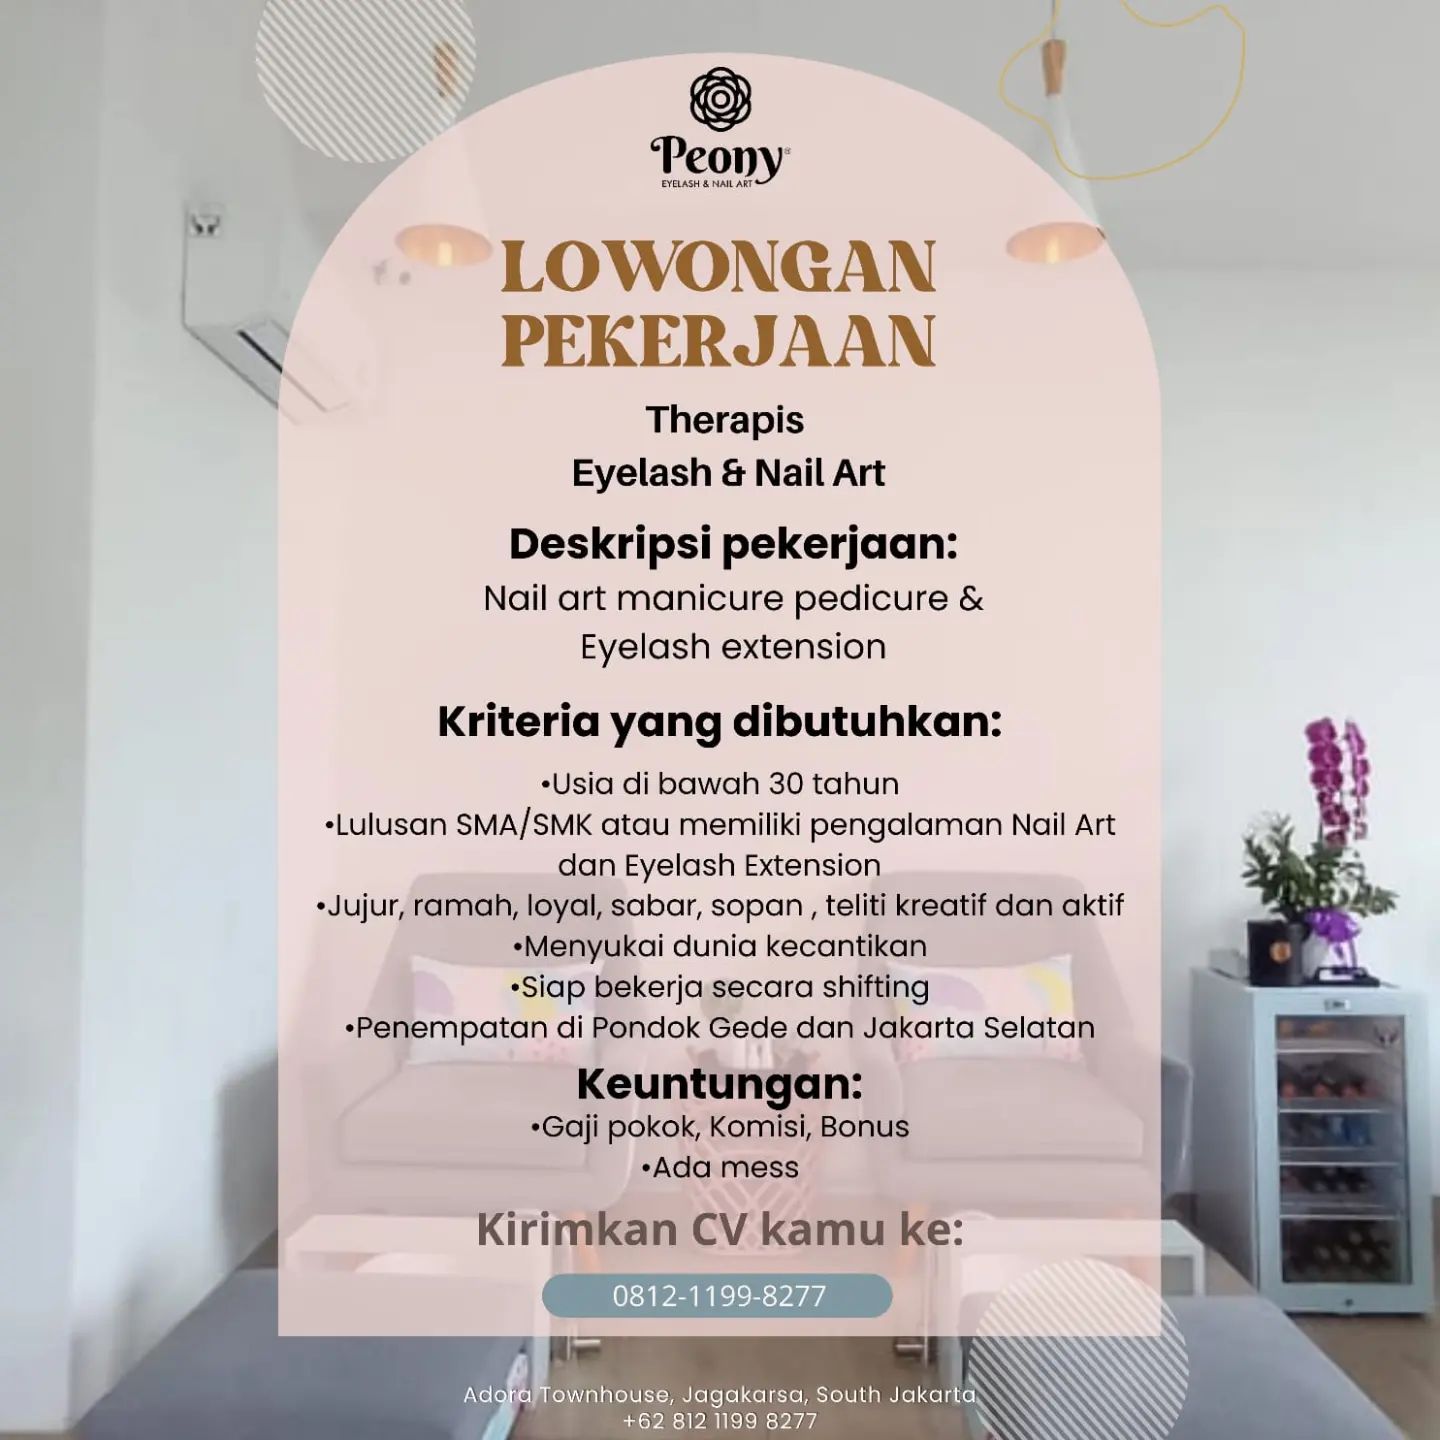 Peony®
EYELASH & NAIL ART
LOWONGAN
PEKERJAAN
Therapis
Eyelash & Nail Art
Deskripsi pekerjaan:
Nail art manicure pedicure &
Eyelash extension
Kriteria yang dibutuhkan:
•Usia di bawah 30 tahun
•Lulusan SMA/SMK atau memiliki pengalaman Nail Art
dan Eyelash Extension
•Jujur, ramah, loyal, sabar, sopan , teliti kreatif dan aktif
•Menyukai dunia kecantikan
•Siap bekerja secara shifting
•Penempatan di Pondok Gede dan Jakarta Selatan
Keuntungan:
•Gaji pokok, Komisi, Bonus
•Ada mess
Kirimkan CV kamu ke:
0812-1199-8277
Adora Townhouse, Jagakarsa, South Jakarta
+62 812 1199 8277